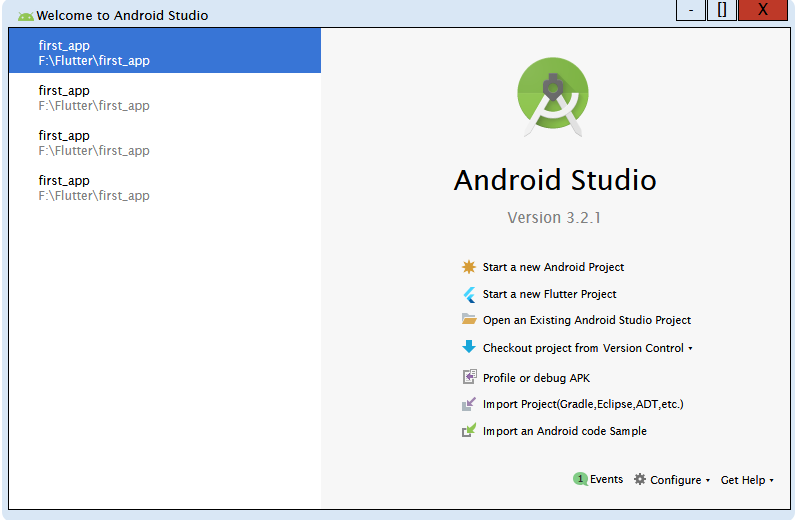 Welcome to Android Studio
- [] X
first_app
F:\Flutter\first_app
first_app
F:\Flutter\first_app
first_app
F:\Flutter\first_app
first_app
F:\Flutter\first_app
Android Studio
Version 3.2.1
Start a new Android Project
Start a new Flutter Project
Open an Existing Android Studio Project
Checkout project from Version Control
Profile or debug APK
Import Project(Gradle,Eclipse,ADT,etc.)
Import an Android code Sample
1 Events Configure Get Help